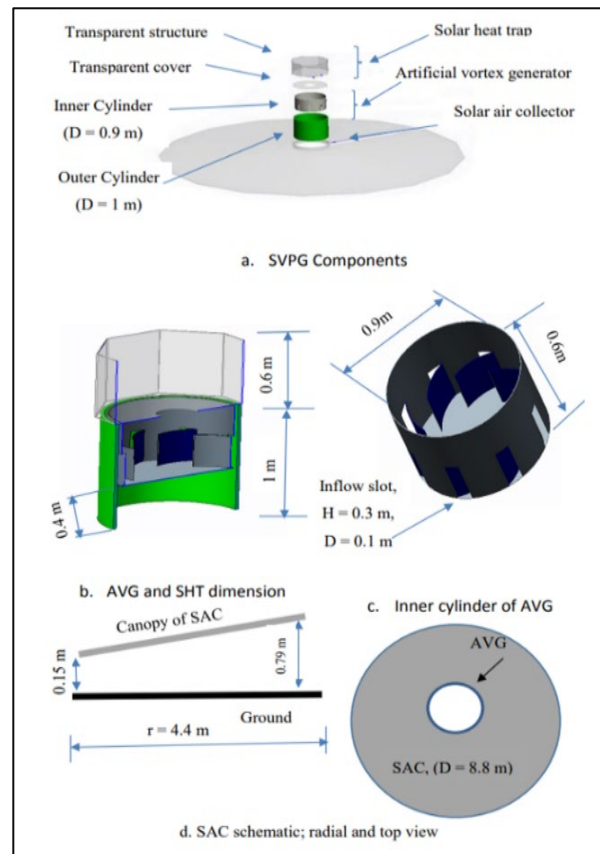 Transparent structure
Solar heat trap
Transparent cover
Artificial vortex generator
Inner Cylinder
(D = 0.9 m)
Solar air collector
Outer Cylinder
(D = 1 m)
a. SVPG Components
0.6 m
1 m
0.4 m
0.9m
0.6m
Inflow slot,
H = 0.3 m,
D = 0.1 m
b. AVG and SHT dimension
c. Inner cylinder of AVG
Canopy of SAC
0.15 m
0.79 m
Ground
r = 4.4 m
AVG
SAC, (D = 8.8 m)
d. SAC schematic; radial and top view